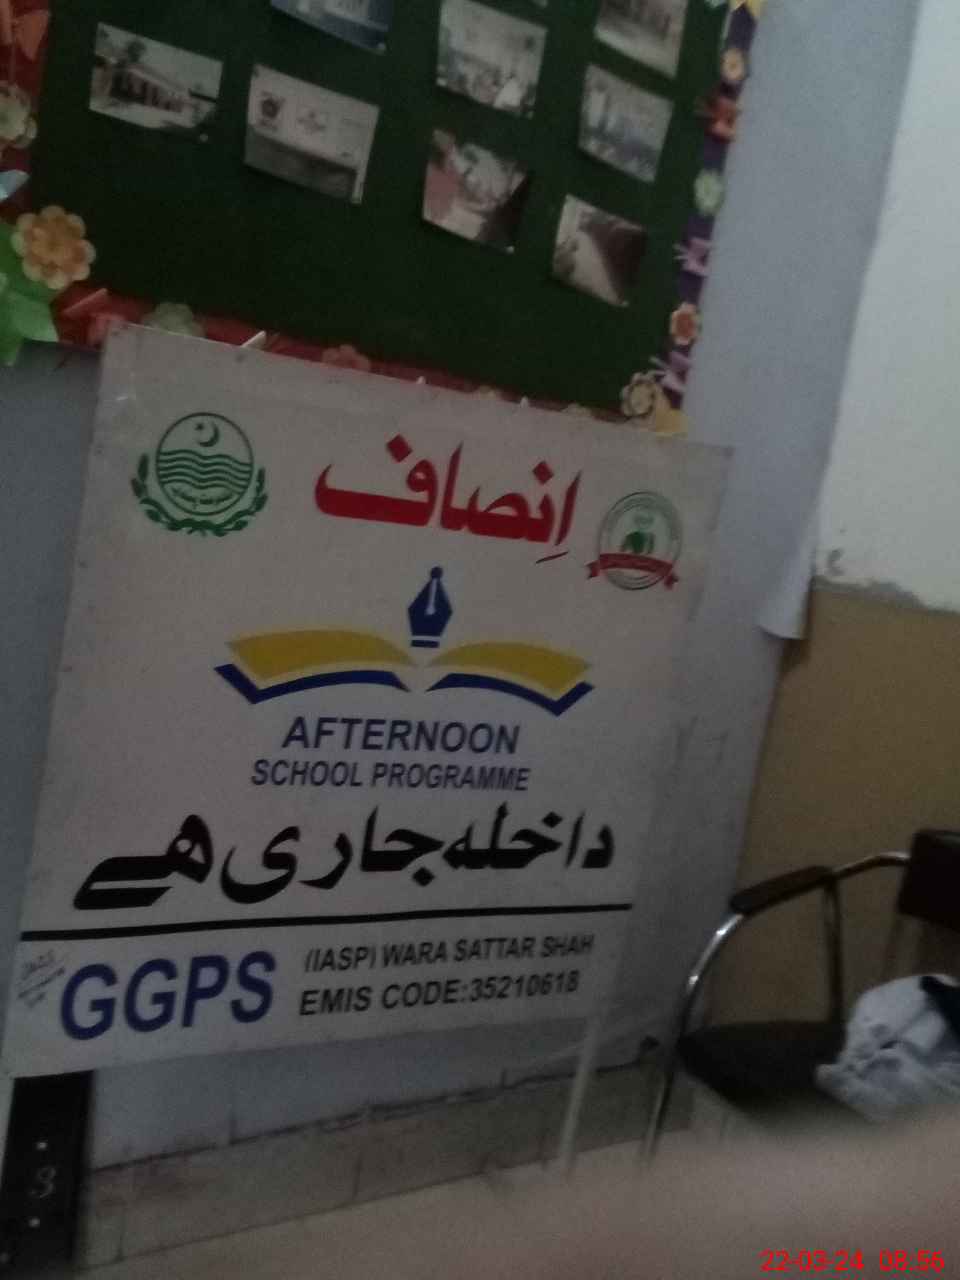 اِنصاف
AFTERNOON
SCHOOL PROGRAMME
داخلہ جاری ہے
GGPS
(IASP) WARA SATTAR SHAH
EMIS CODE:35210618
22-03-24 08:56